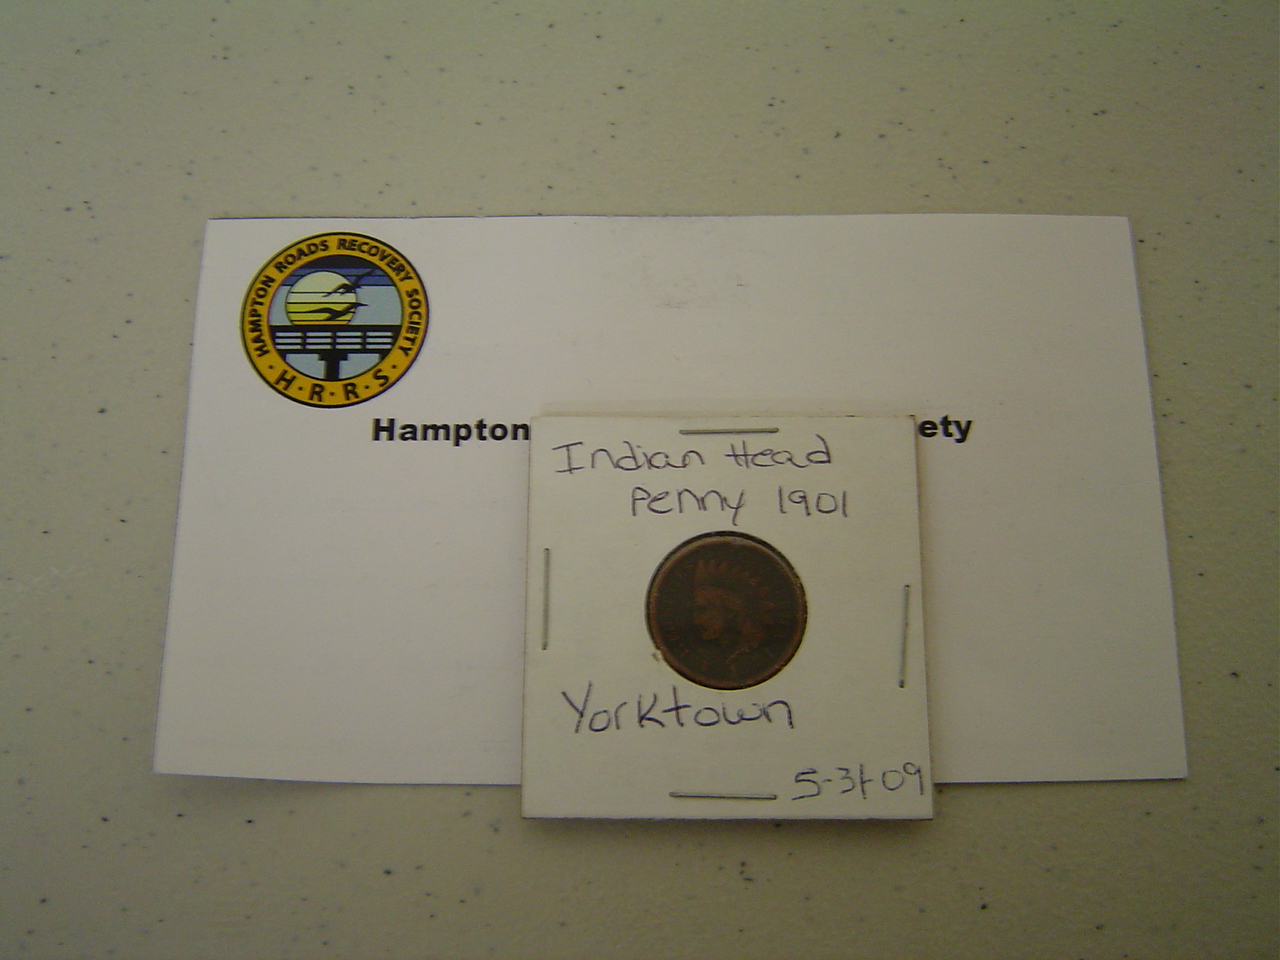 HAMPTON ROADS RECOVERY SOCIETY
· H · R · R · S ·
Hampton
ety
Indian Head
Penny 1901
Yorktown
5-31-09